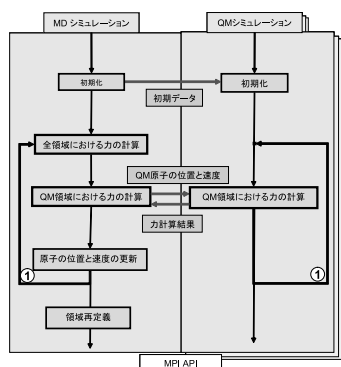 MD シミュレーション
QMシミュレーション
初期化
初期化
初期データ
全領域における力の計算
QM原子の位置と速度
QM領域における力の計算
QM領域における力の計算
力計算結果
原子の位置と速度の更新
①
①
領域再定義
MPI API